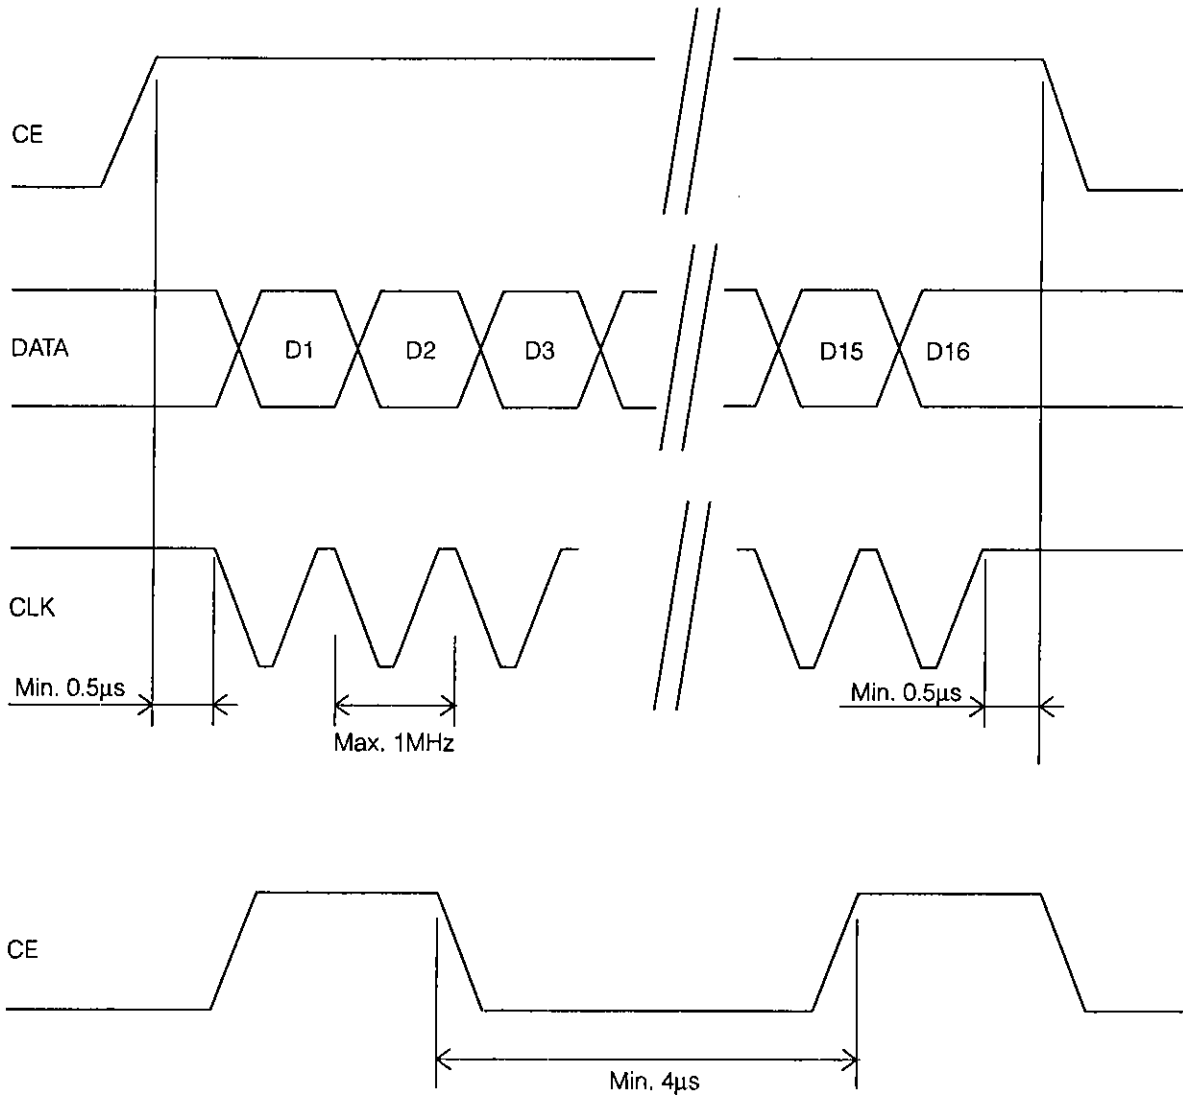 CE
DATA
D1
D2
D3
D15
D16
CLK
Min. 0.5μs
Max. 1MHz
Min. 0.5μs
CE
Min. 4μs